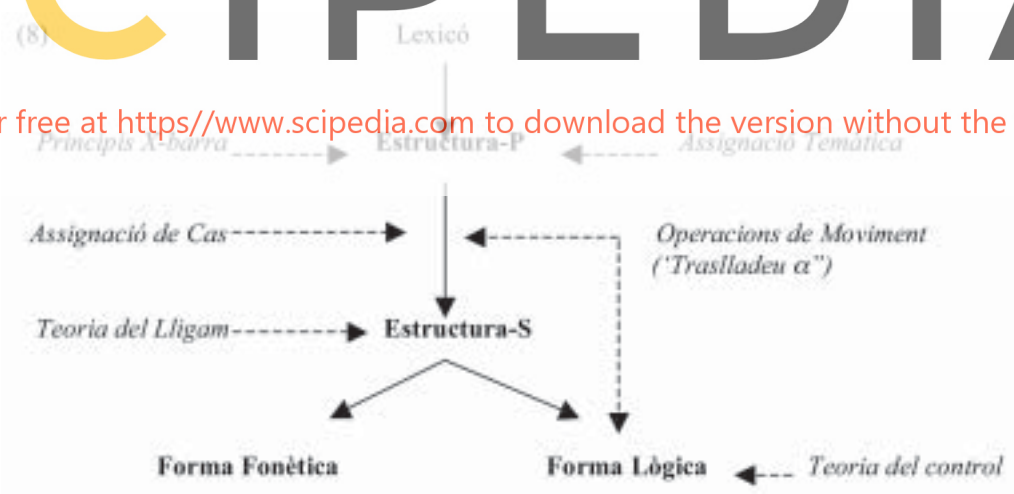 CIPEDIA
(8)
Lexicó
r free at https//www.scipedia.com to download the version without the
Principis X-barra
Estructura-P
Assignació Temàtica
Assignació de Cas
Operacions de Moviment
(‘Traslladeu α”)
Teoria del Lligam
Estructura-S
Forma Fonètica
Forma Lògica
Teoria del control